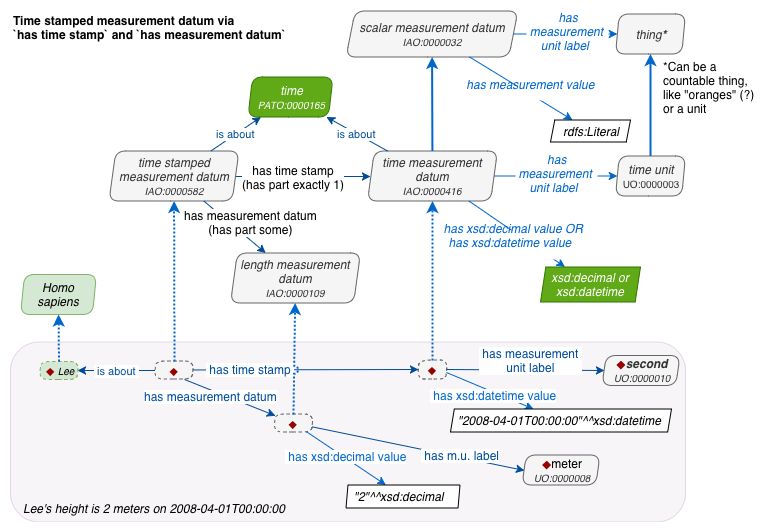 Time stamped measurement datum via
`has time stamp` and `has measurement datum`
scalar measurement datum
IAO:0000032
has
measurement
unit label
thing*
*Can be a
countable thing,
like "oranges" (?)
or a unit
has measurement value
rdfs:Literal
time
PATO:0000165
is about
is about
time stamped
measurement datum
IAO:0000582
has time stamp
(has part exactly 1)
time measurement
datum
IAO:0000416
has
measurement
unit label
time unit
UO:0000003
has measurement datum
(has part some)
has xsd:decimal value OR
has xsd:datetime value
length measurement
datum
IAO:0000109
xsd:decimal or
xsd:datetime
Homo
sapiens
Lee
is about
has time stamp
has measurement
unit label
second
UO:0000010
has measurement datum
has xsd:datetime value
"2008-04-01T00:00:00"^^xsd:datetime
has xsd:decimal value
has m.u. label
meter
UO:0000008
"2"^^xsd:decimal
Lee's height is 2 meters on 2008-04-01T00:00:00